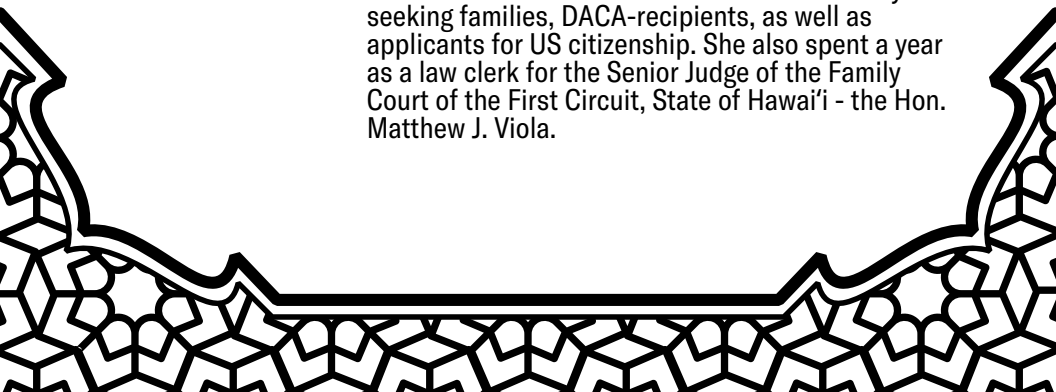 seeking families, DACA-recipients, as well as
applicants for US citizenship. She also spent a year
as a law clerk for the Senior Judge of the Family
Court of the First Circuit, State of Hawaiʻi - the Hon.
Matthew J. Viola.